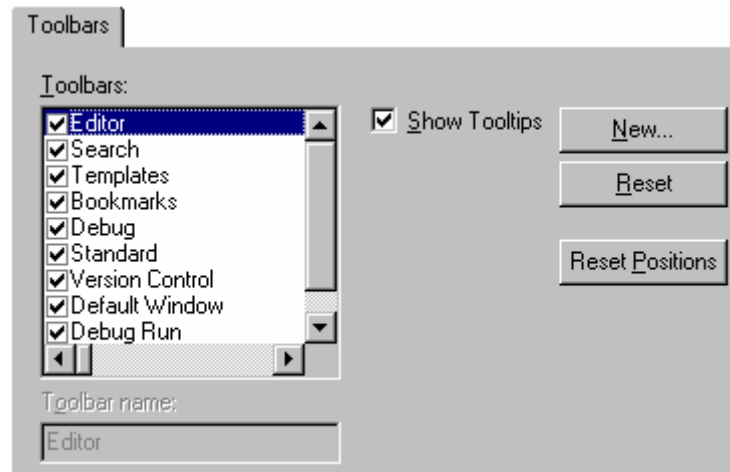 Toolbars
Toolbars:
Editor
Search
Templates
Bookmarks
Debug
Standard
Version Control
Default Window
Debug Run
Show Tooltips
New...
Reset
Reset Positions
Toolbar name:
Editor